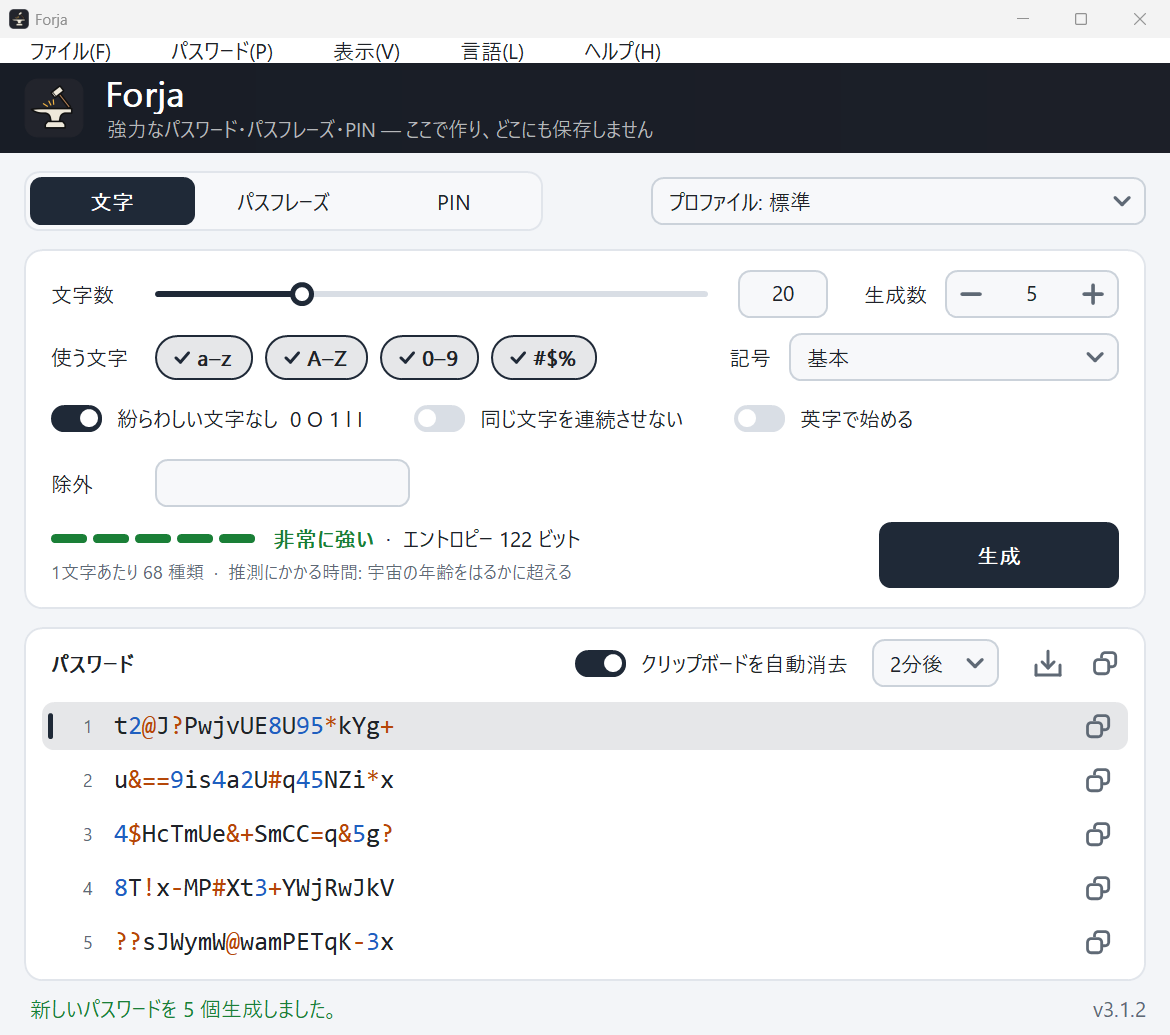 Forja
ファイル(F) パスワード(P) 表示(V) 言語(L) ヘルプ(H)
Forja
強力なパスワード・パスフレーズ・PIN — ここで作り、どこにも保存しません
文字 パスフレーズ PIN プロファイル: 標準
文字数 20 生成数 5
使う文字 a–z A–Z 0–9 #$% 記号 基本
紛らわしい文字なし 0 O 1 l I 同じ文字を連続させない 英字で始める
除外
非常に強い · エントロピー 122 ビット
生成
1文字あたり 68 種類 · 推測にかかる時間: 宇宙の年齢をはるかに超える
パスワード クリップボードを自動消去 2分後
1 t2@J?PwjvUE8U95*kYg+
2 u&==9is4a2U#q45NZi*x
3 4$HcTmUe&+SmCC=q&5g?
4 8T!x-MP#Xt3+YWjRwJkV
5 ??sJWymW@wamPETqK-3x
新しいパスワードを 5 個生成しました。 v3.1.2